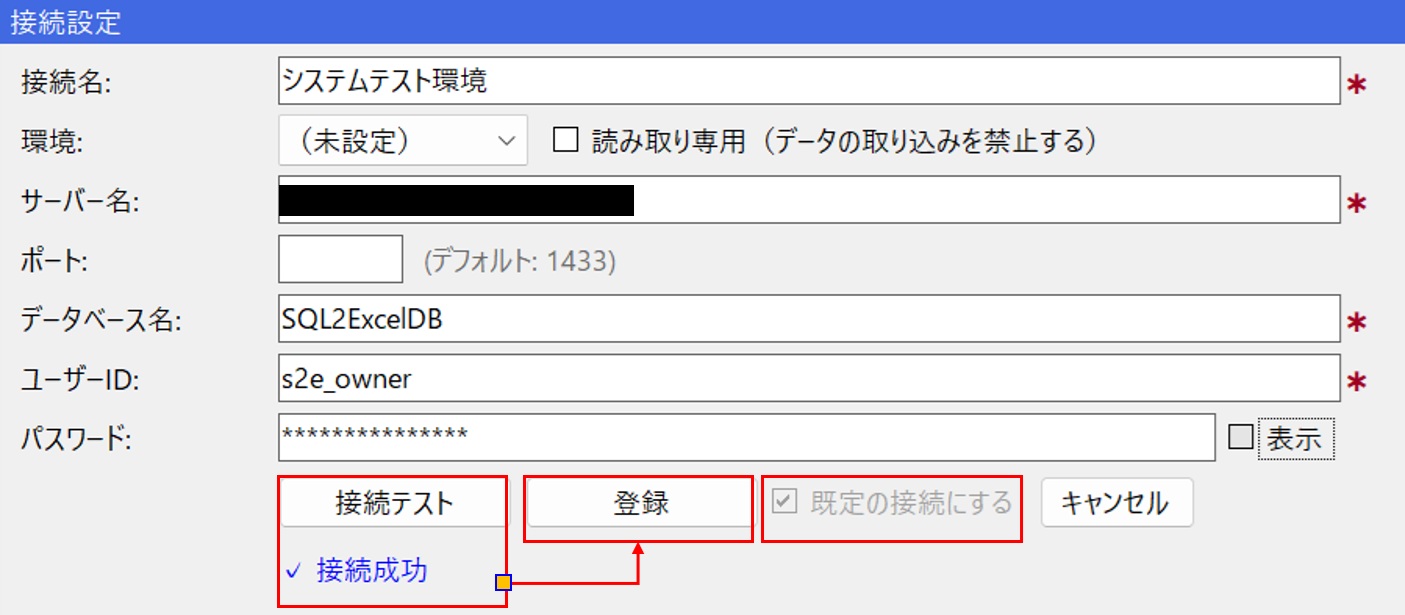 接続設定
接続名: システムテスト環境 *
環境: （未設定） 読み取り専用（データの取り込みを禁止する）
サーバー名: *
ポート: (デフォルト: 1433)
データベース名: SQL2ExcelDB *
ユーザーID: s2e_owner *
パスワード: *************** 表示
接続テスト 登録 既定の接続にする キャンセル
✓ 接続成功